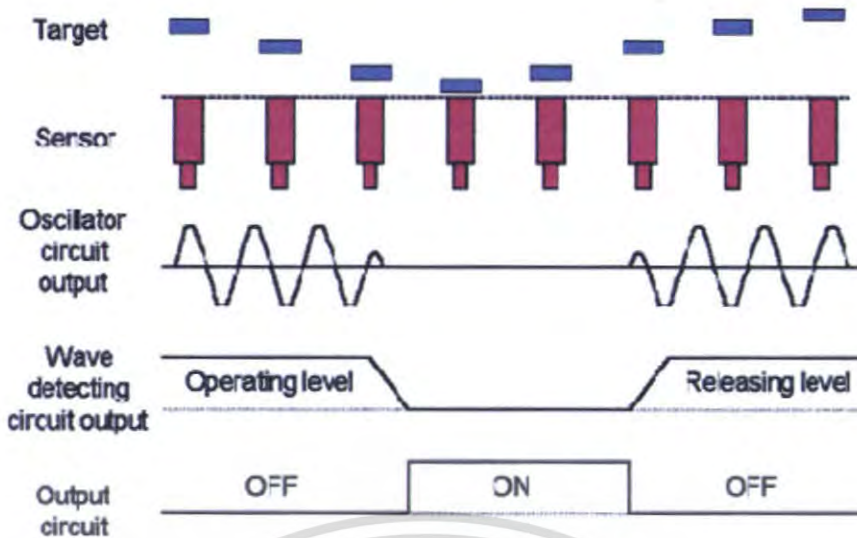 Target
Sensor
Oscillator
circuit
output
Wave
detecting
circuit output
Operating level
Releasing level
Output
circuit
OFF
ON
OFF